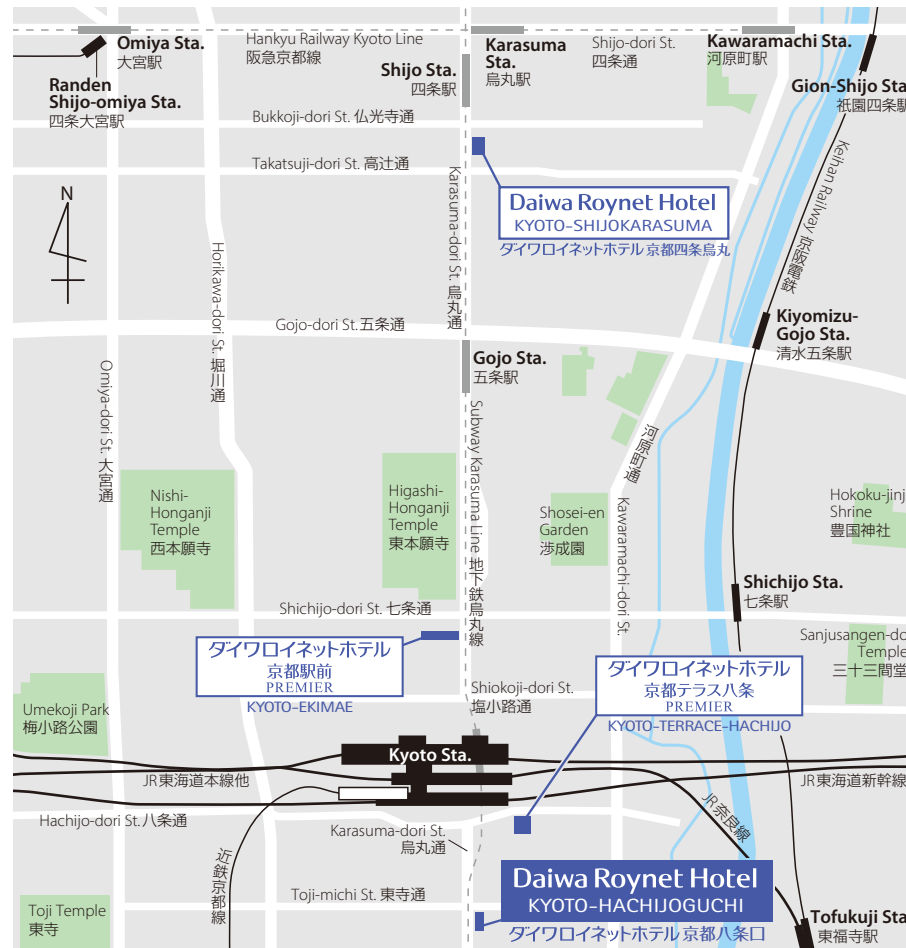 Omiya Sta.
大宮駅
Randen
Shijo-omiya Sta.
四条大宮駅
Hankyu Railway Kyoto Line
阪急京都線
Shijo Sta.
四条駅
Karasuma
Sta.
烏丸駅
Shijo-dori St.
四条通
Kawaramachi Sta.
河原町駅
Gion-Shijo Sta
祇園四条駅
Bukkoji-dori St. 仏光寺通
Takatsuji-dori St. 高辻通
N
Karasuma-dori St. 烏丸通
Keihan Railway 京阪電鉄
Daiwa Roynet Hotel
KYOTO-SHIJOKARASUMA
ダイワロイネットホテル 京都四条烏丸
Horikawa-dori St. 堀川通
Gojo-dori St. 五条通
Kiyomizu-
Gojo Sta.
清水五条駅
Gojo Sta.
五条駅
Omiya-dori St. 大宮通
Subway Karasuma Line 地下鉄烏丸線
河原町通
Kawaramachi-dori St.
Nishi-
Honganji
Temple
西本願寺
Higashi-
Honganji
Temple
東本願寺
Shosei-en
Garden
渉成園
Hokoku-jinj
Shrine
豊国神社
Shichijo Sta.
七条駅
Shichijo-dori St. 七条通
Sanjusangen-do
Temple
三十三間堂
ダイワロイネットホテル
京都駅前
PREMIER
KYOTO-EKIMAE
ダイワロイネットホテル
京都テラス八条
PREMIER
KYOTO-TERRACE-HACHIJO
Shiokoji-dori St.
塩小路通
Umekoji Park
梅小路公園
Kyoto Sta.
JR東海道本線他
JR東海道新幹線
JR奈良線
Hachijo-dori St. 八条通
Karasuma-dori St.
烏丸通
近鉄京都線
Toji-michi St. 東寺通
Toji Temple
東寺
Daiwa Roynet Hotel
KYOTO-HACHIJOGUCHI
ダイワロイネットホテル 京都八条口
Tofukuji Sta
東福寺駅